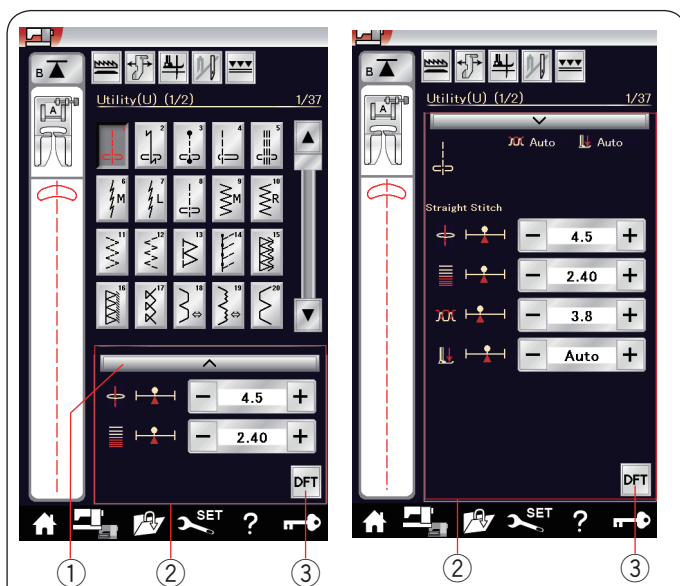 B
A
Utility(U) (1/2) 1/37
2 3 4 5
6 M 7 L 8 9 M 10 R
11 12 13 14 15
16 17 18 19 20
4.5
2.40
DFT
SET ?
① ② ③
B
A
Utility(U) (1/2) 1/37
Auto Auto
Straight Stitch
4.5
2.40
3.8
Auto
DFT
SET ?
② ③